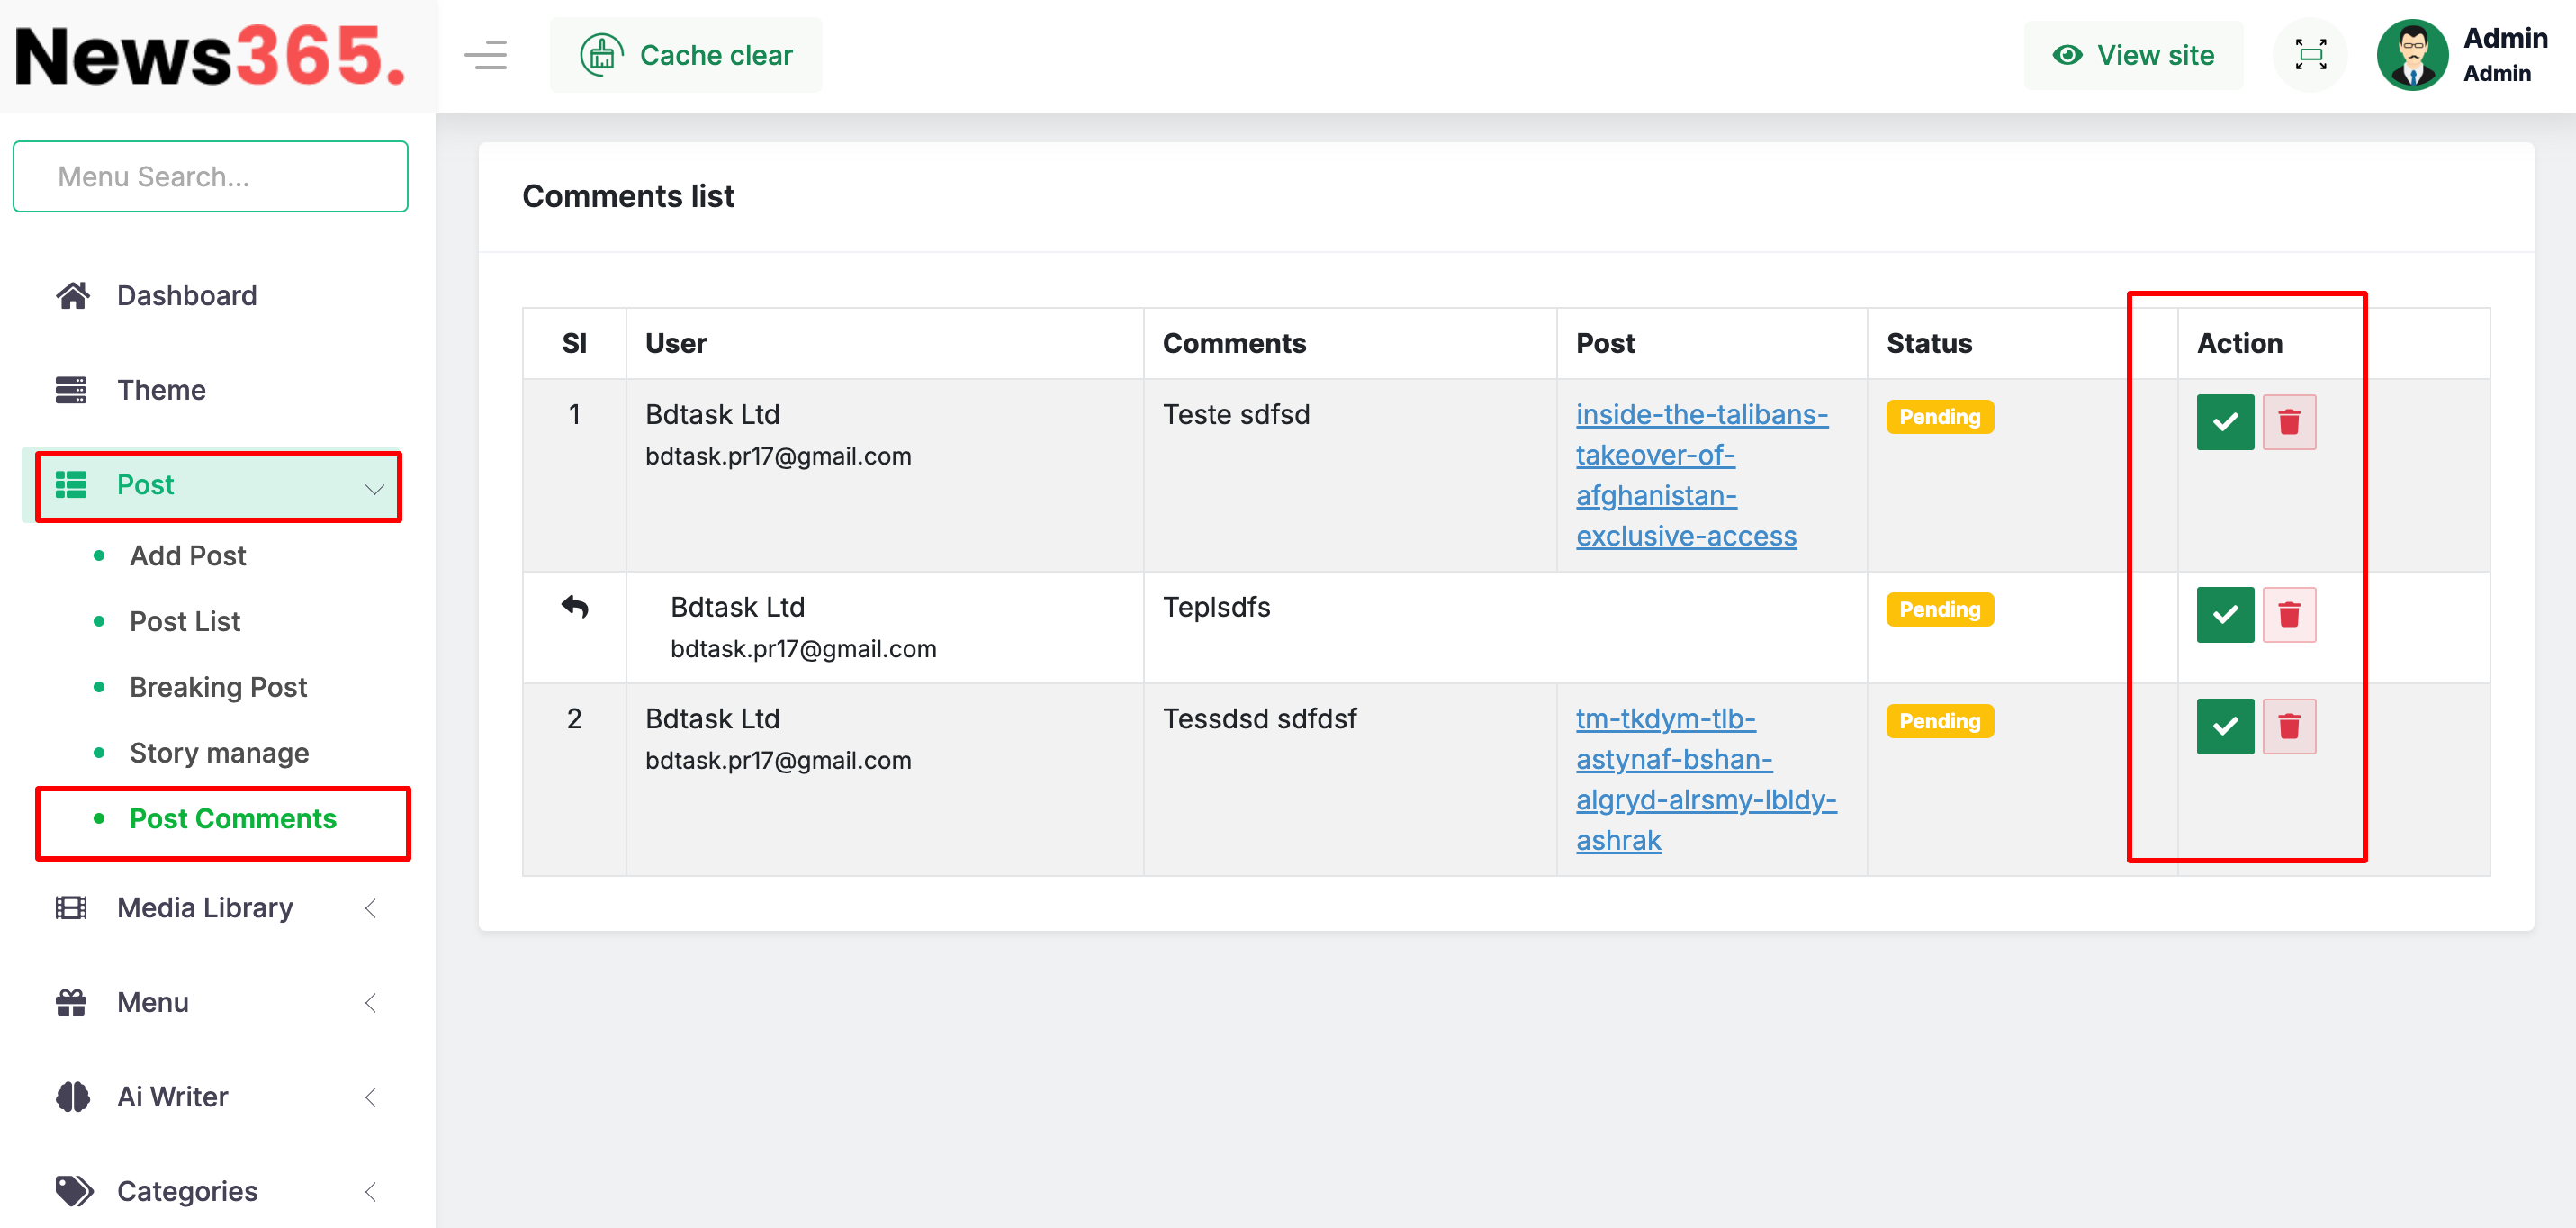 News365.
Cache clear
View site
Admin
Admin
Menu Search...
Dashboard
Theme
Post
Add Post
Post List
Breaking Post
Story manage
Post Comments
Media Library
Menu
Ai Writer
Categories
Comments list
Sl User Comments Post Status Action
1 Bdtask Ltd Teste sdfsd inside-the-talibans- Pending
bdtask.pr17@gmail.com takeover-of-
afghanistan-
exclusive-access
Bdtask Ltd Teplsdfs Pending
bdtask.pr17@gmail.com
2 Bdtask Ltd Tessdsd sdfdsf tm-tkdym-tlb- Pending
bdtask.pr17@gmail.com astynaf-bshan-
algryd-alrsmy-lbldy-
ashrak